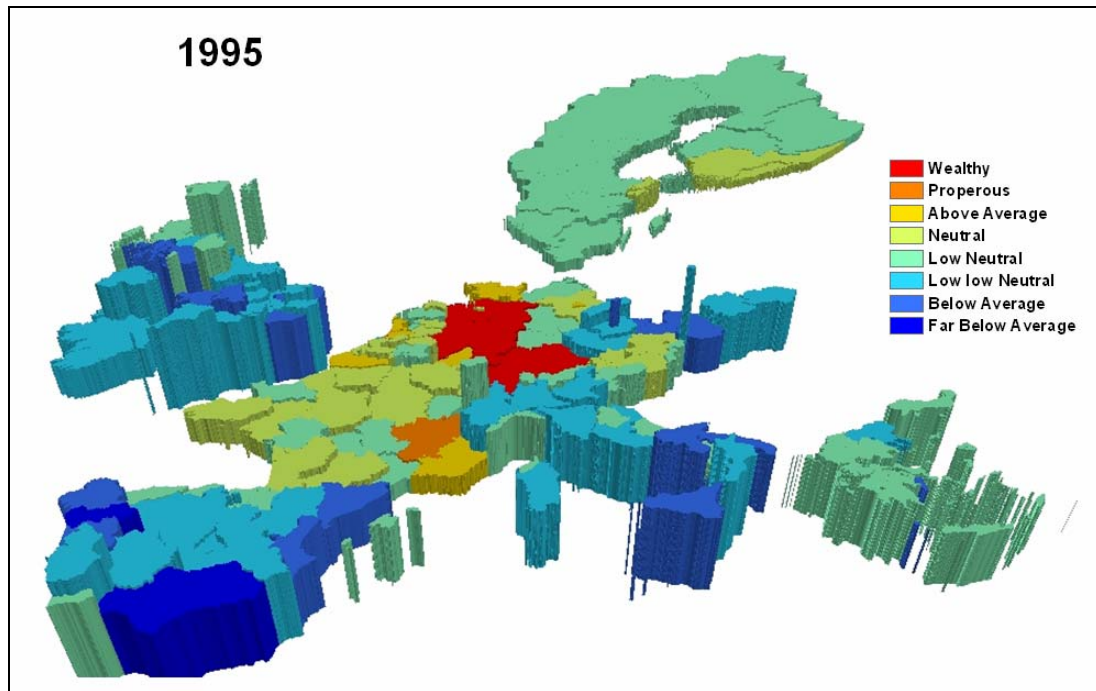 1995
Wealthy
Properous
Above Average
Neutral
Low Neutral
Low low Neutral
Below Average
Far Below Average